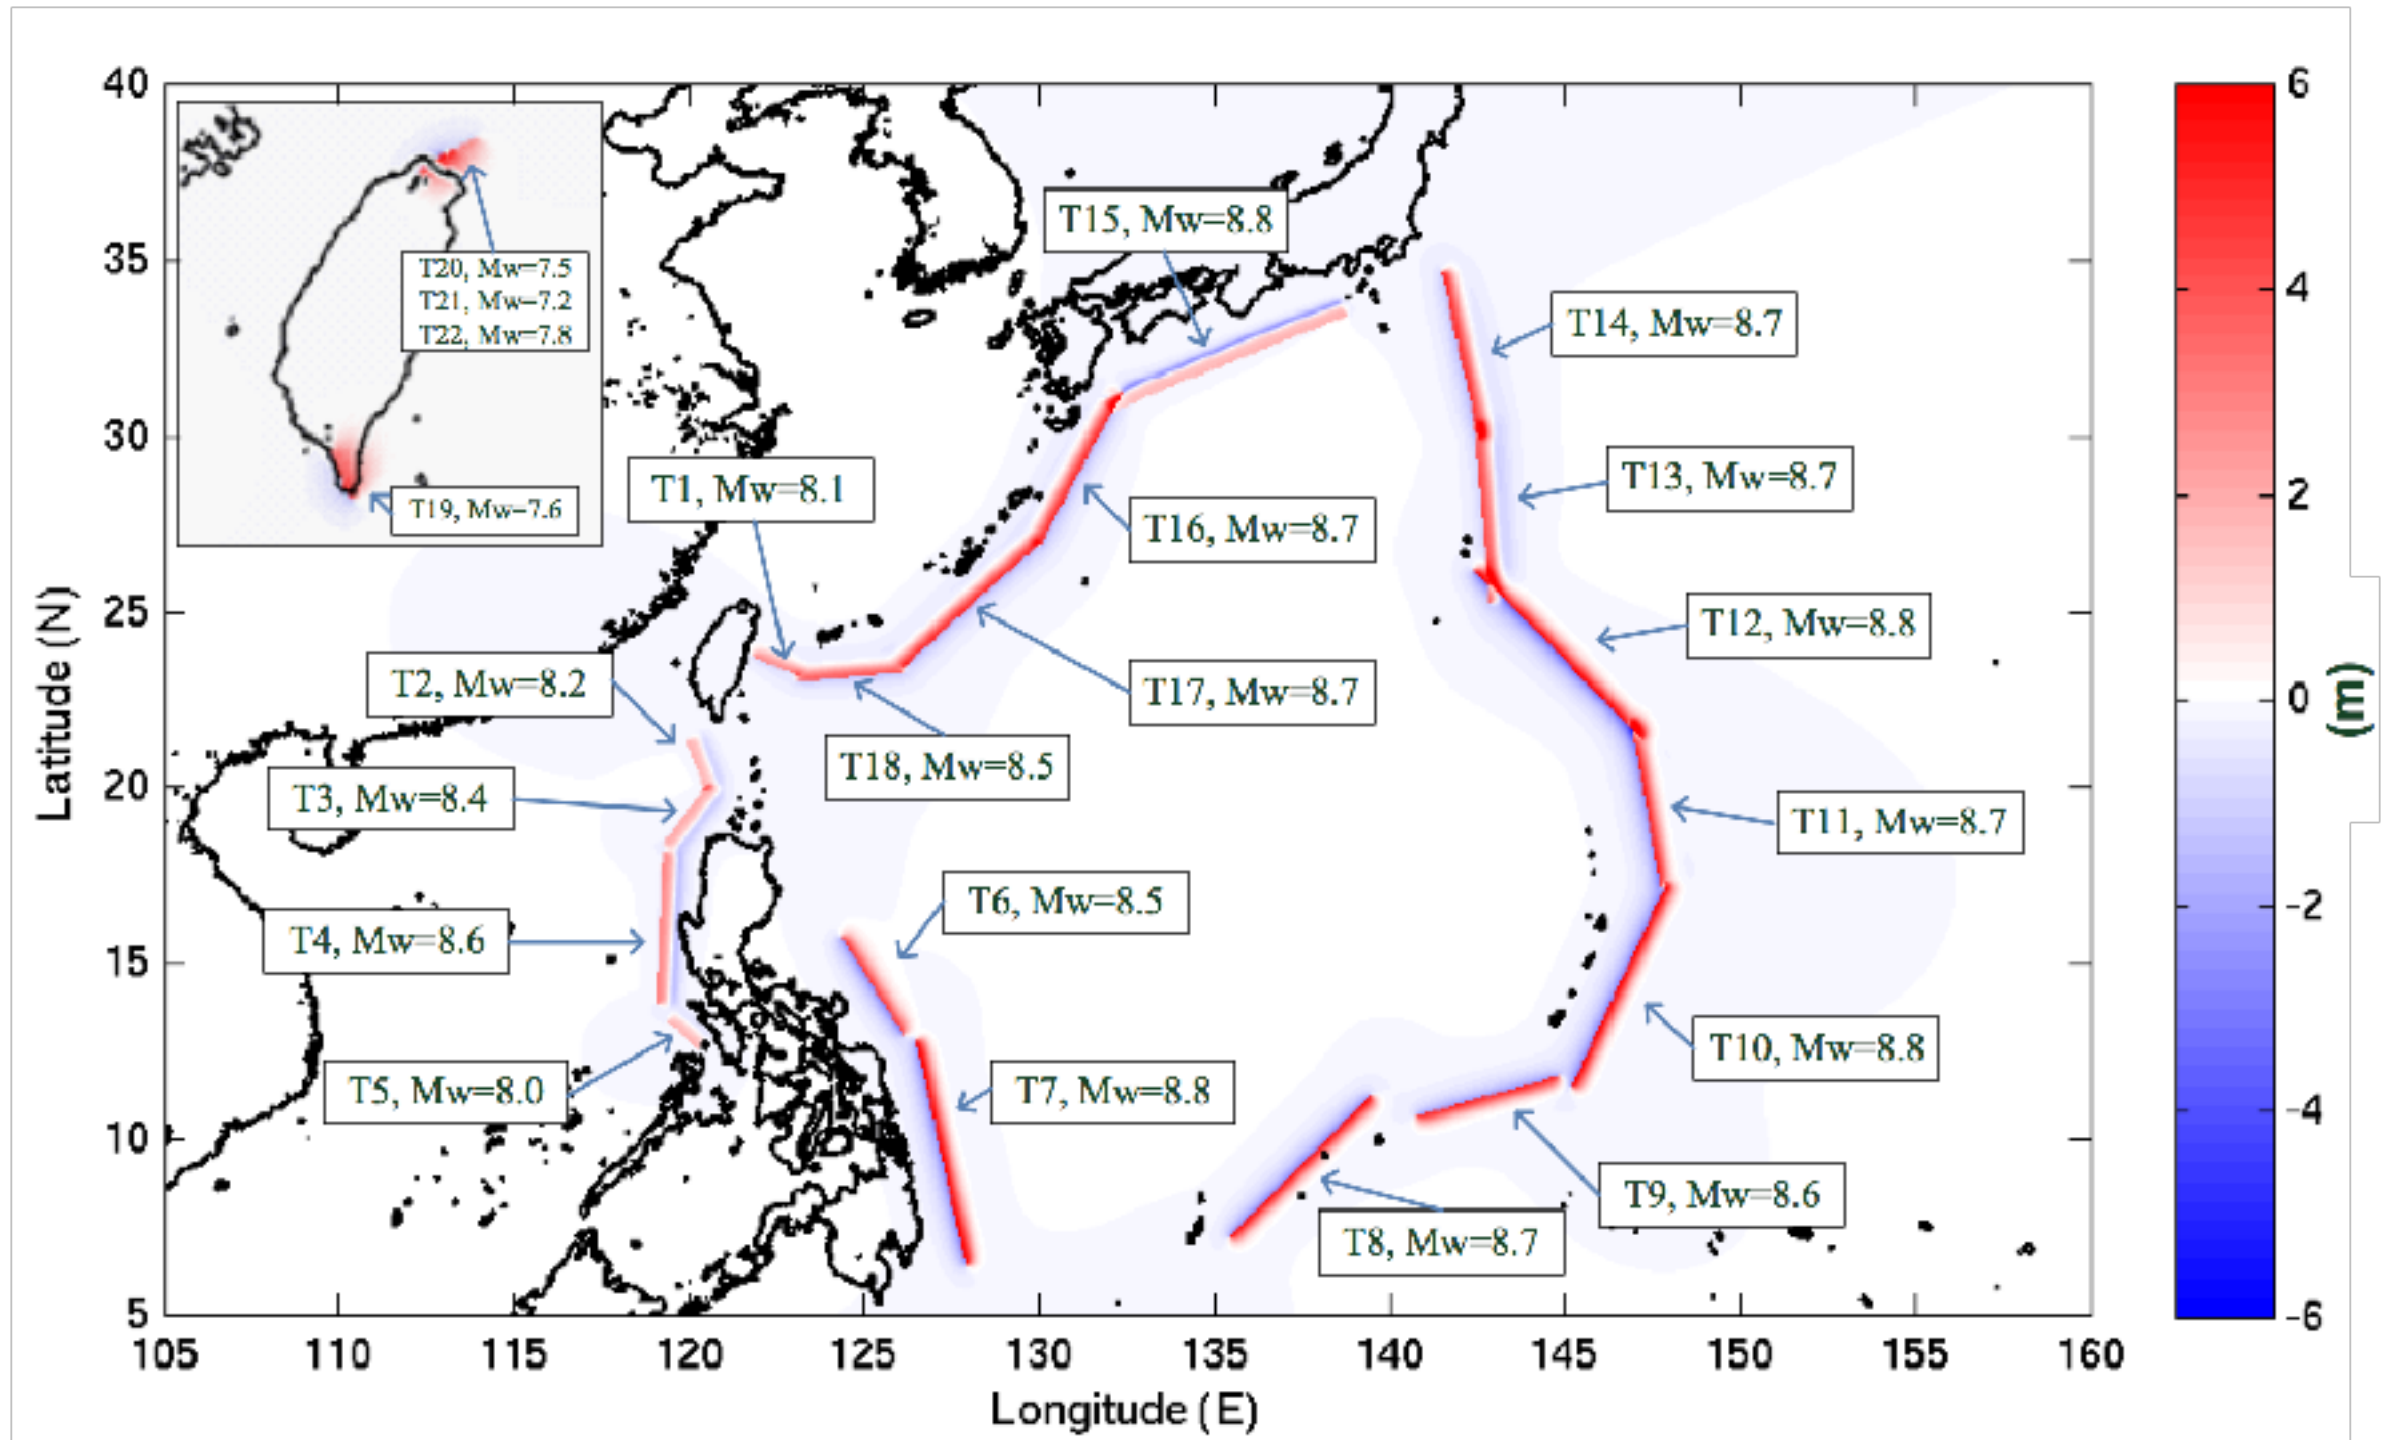 40
35
30
25
20
15
10
5
Latitude (N)
105 110 115 120 125 130 135 140 145 150 155 160
Longitude (E)
T20, Mw=7.5
T21, Mw=7.2
T22, Mw=7.8
T19, Mw=7.6
T15, Mw=8.8
T14, Mw=8.7
T13, Mw=8.7
T1, Mw=8.1
T16, Mw=8.7
T12, Mw=8.8
T2, Mw=8.2
T17, Mw=8.7
T18, Mw=8.5
T3, Mw=8.4
T11, Mw=8.7
T6, Mw=8.5
T4, Mw=8.6
T10, Mw=8.8
T5, Mw=8.0
T7, Mw=8.8
T9, Mw=8.6
T8, Mw=8.7
6
4
2
0
-2
-4
-6
(m)